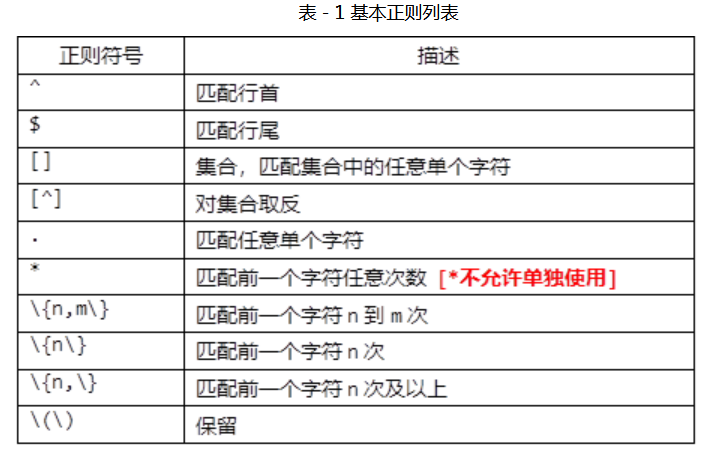 表 - 1 基本正则列表
正则符号 描述
^ 匹配行首
$ 匹配行尾
[] 集合，匹配集合中的任意单个字符
[^] 对集合取反
. 匹配任意单个字符
* 匹配前一个字符任意次数 [*不允许单独使用]
\{n,m\} 匹配前一个字符 n 到 m 次
\{n\} 匹配前一个字符 n 次
\{n,\} 匹配前一个字符 n 次及以上
\(\) 保留